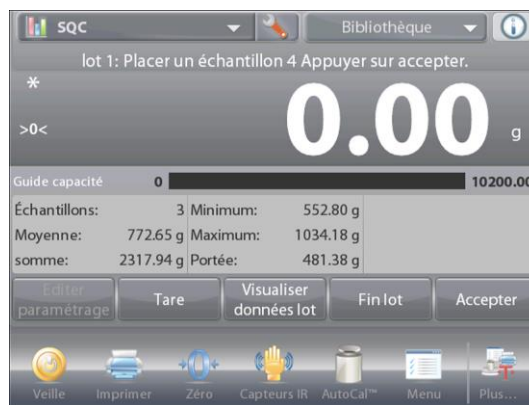 SQC Bibliothèque
lot 1: Placer un échantillon 4 Appuyer sur accepter.
*
0.00 g
>0<
Guide capacité 0 10200.00
Échantillons: 3 Minimum: 552.80 g
Moyenne: 772.65 g Maximum: 1034.18 g
somme: 2317.94 g Portée: 481.38 g
Editer paramétrage Tare Visualiser données lot Fin lot Accepter
Veille Imprimer Zéro Capteurs IR AutoCal™ Menu Plus...